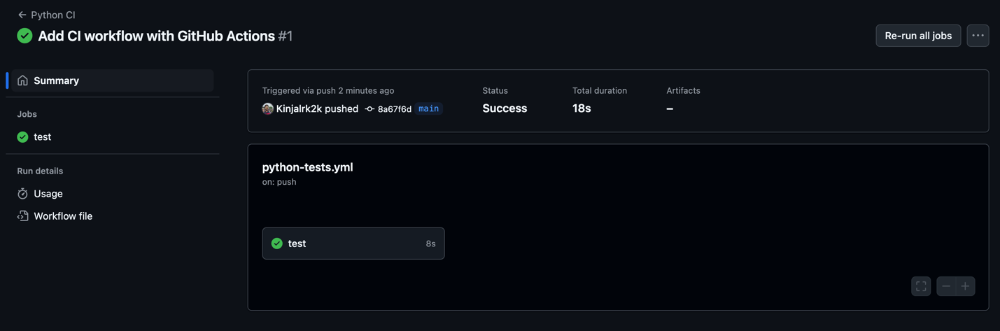 Python CI
Add CI workflow with GitHub Actions #1
Re-run all jobs
Summary
Jobs
test
Run details
Usage
Workflow file
Triggered via push 2 minutes ago
Kinjalrk2k pushed 8a67f6d main
Status
Success
Total duration
18s
Artifacts
–
python-tests.yml
on: push
test 8s